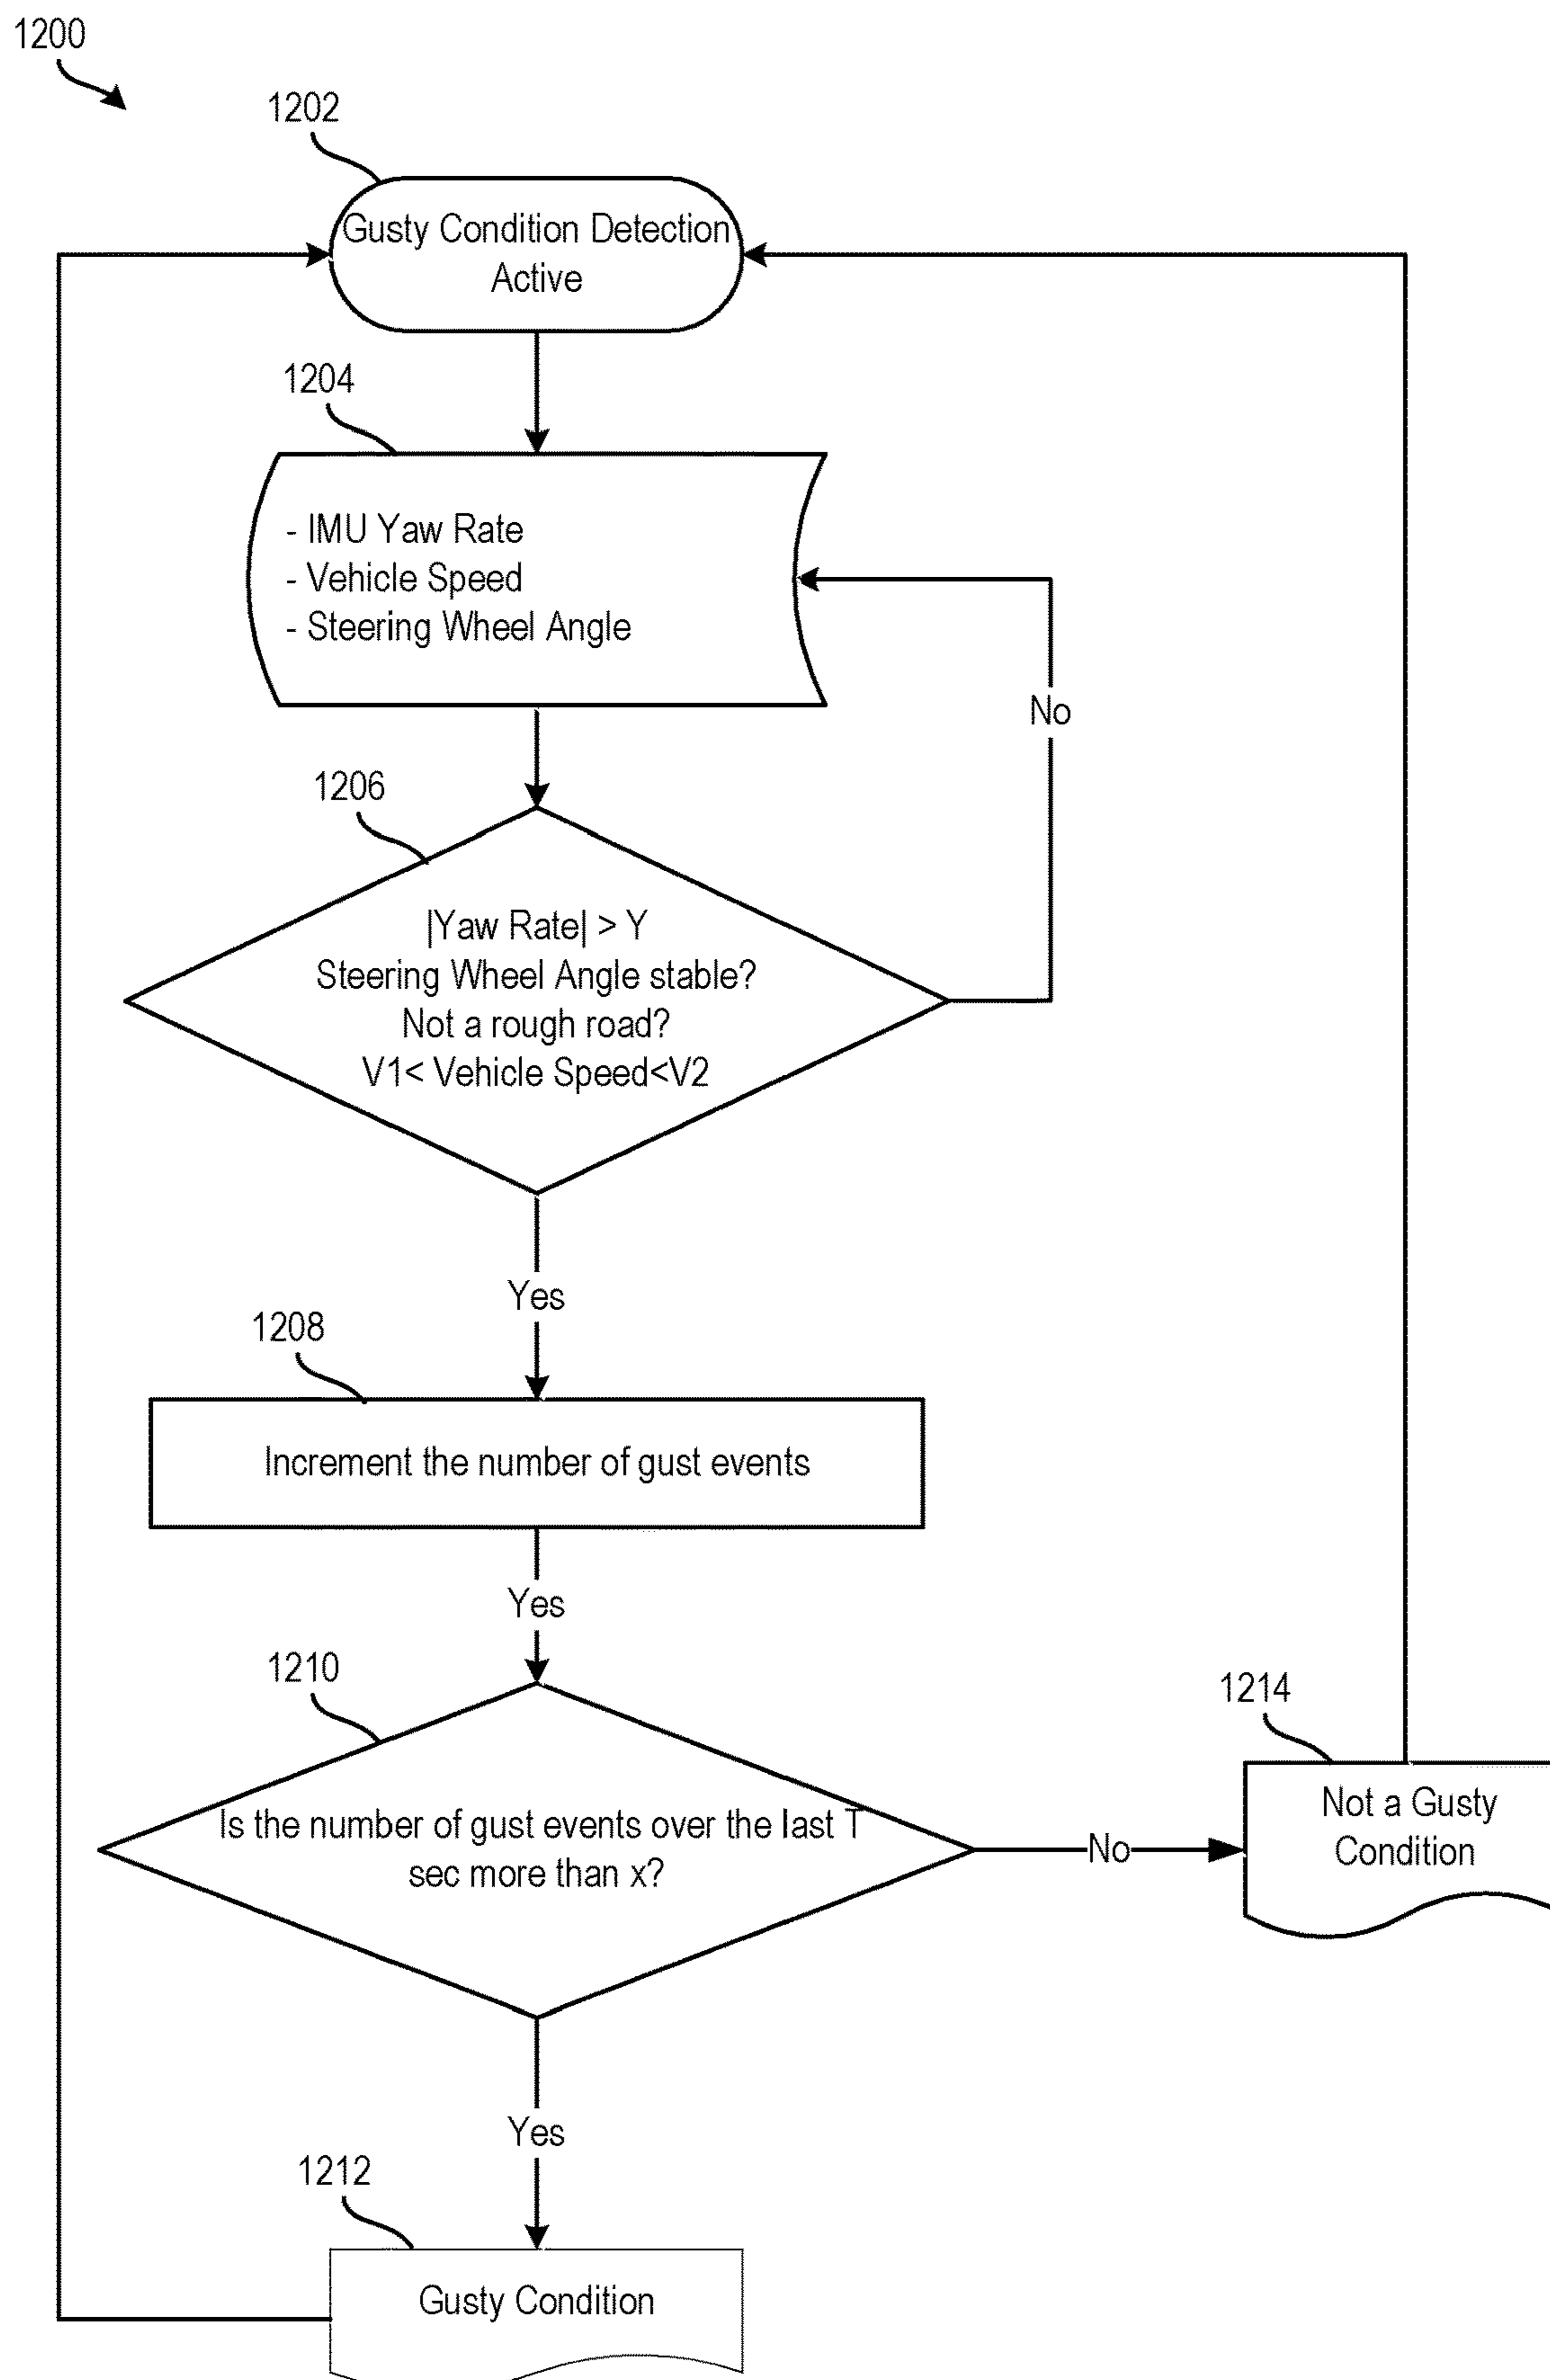 1200
1202
Gusty Condition Detection
Active
1204
- IMU Yaw Rate
- Vehicle Speed
- Steering Wheel Angle
No
1206
|Yaw Rate| > Y
Steering Wheel Angle stable?
Not a rough road?
V1< Vehicle Speed<V2
Yes
1208
Increment the number of gust events
Yes
1210
Is the number of gust events over the last T
sec more than x?
No
1214
Not a Gusty
Condition
Yes
1212
Gusty Condition